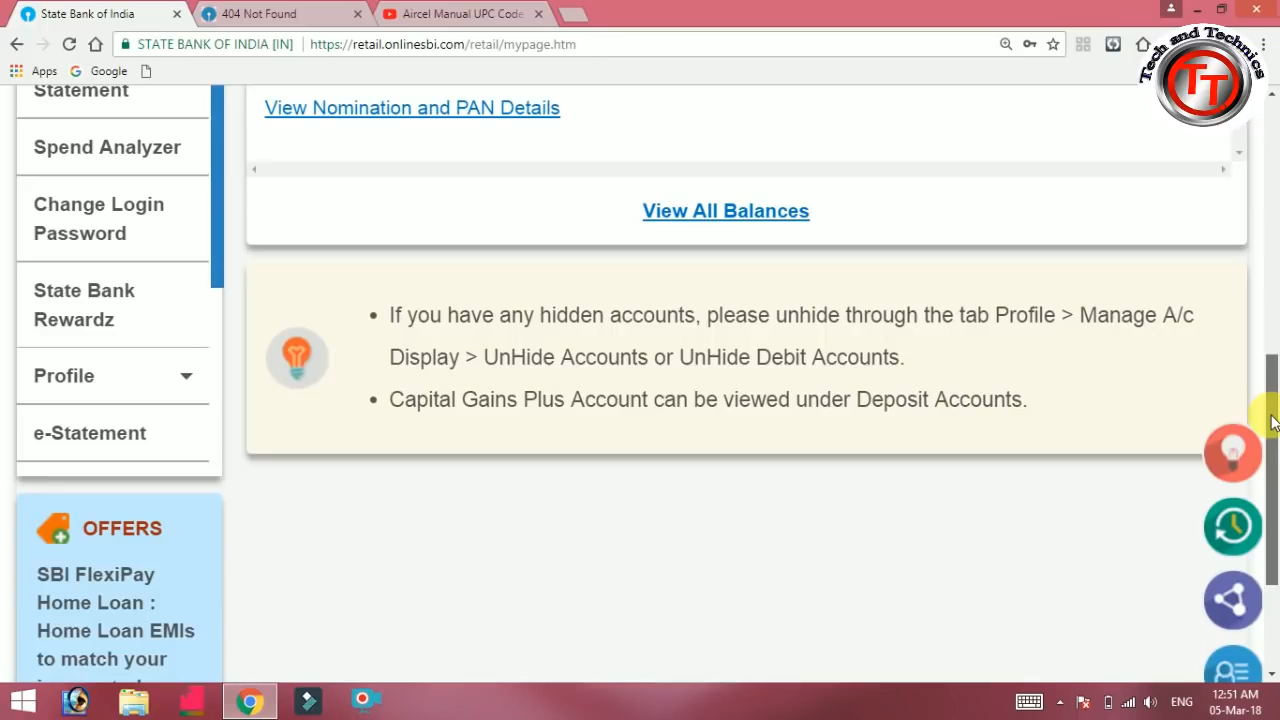 State Bank of India
404 Not Found
Aircel Manual UPC Code
STATE BANK OF INDIA [IN]
https://retail.onlinesbi.com/retail/mypage.htm
Apps
Google
Tech and Technics
TT
Statement
Spend Analyzer
Change Login
Password
State Bank
Rewardz
Profile
e-Statement
OFFERS
SBI FlexiPay
Home Loan :
Home Loan EMIs
to match your
View Nomination and PAN Details
View All Balances
• If you have any hidden accounts, please unhide through the tab Profile > Manage A/c
Display > UnHide Accounts or UnHide Debit Accounts.
• Capital Gains Plus Account can be viewed under Deposit Accounts.
ENG
12:51 AM
05-Mar-18